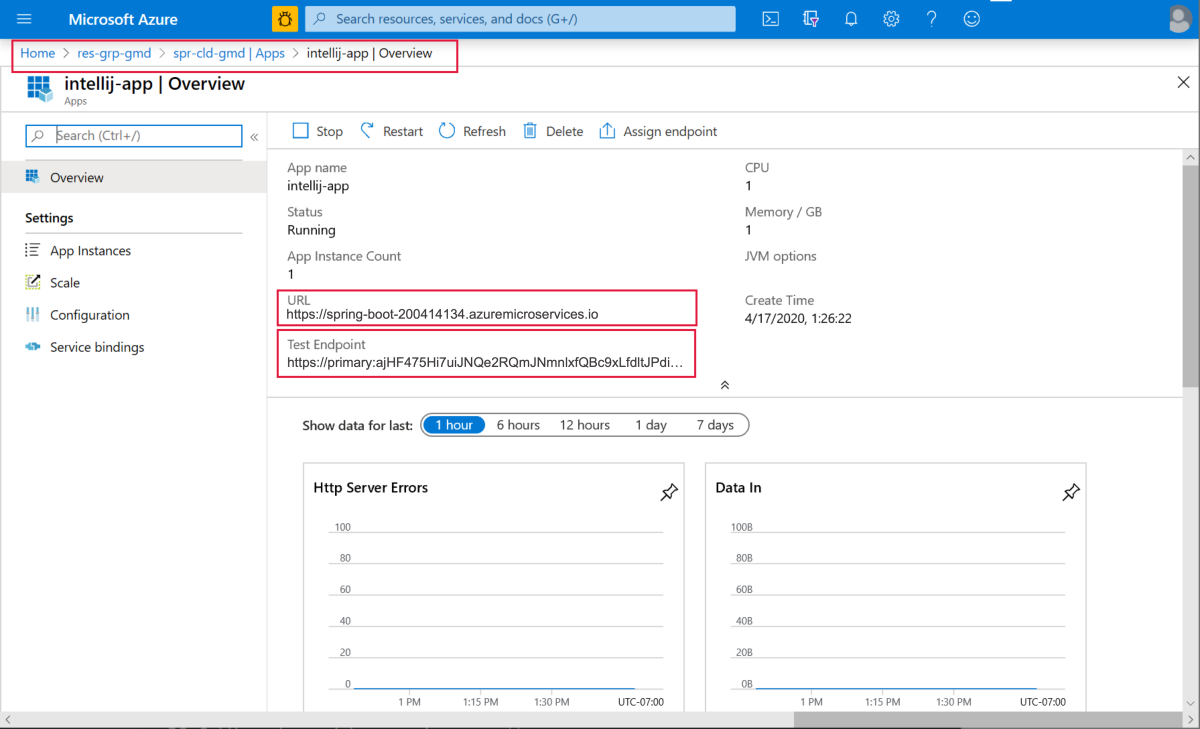 Microsoft Azure
Search resources, services, and docs (G+/)
Home > res-grp-gmd > spr-cld-gmd | Apps > intellij-app | Overview
intellij-app | Overview
Apps
Search (Ctrl+/)
«
Stop
Restart
Refresh
Delete
Assign endpoint
Overview
Settings
App Instances
Scale
Configuration
Service bindings
App name
intellij-app
Status
Running
App Instance Count
1
URL
https://spring-boot-200414134.azuremicroservices.io
Test Endpoint
https://primary:ajHF475Hi7uiJNQe2RQmJNmnlxfQBc9xLfdltJPdi…
CPU
1
Memory / GB
1
JVM options
Create Time
4/17/2020, 1:26:22
Show data for last:
1 hour
6 hours
12 hours
1 day
7 days
Http Server Errors
100
80
60
40
20
0
1 PM
1:15 PM
1:30 PM
UTC-07:00
Data In
100B
80B
60B
40B
20B
0B
1 PM
1:15 PM
1:30 PM
UTC-07:00